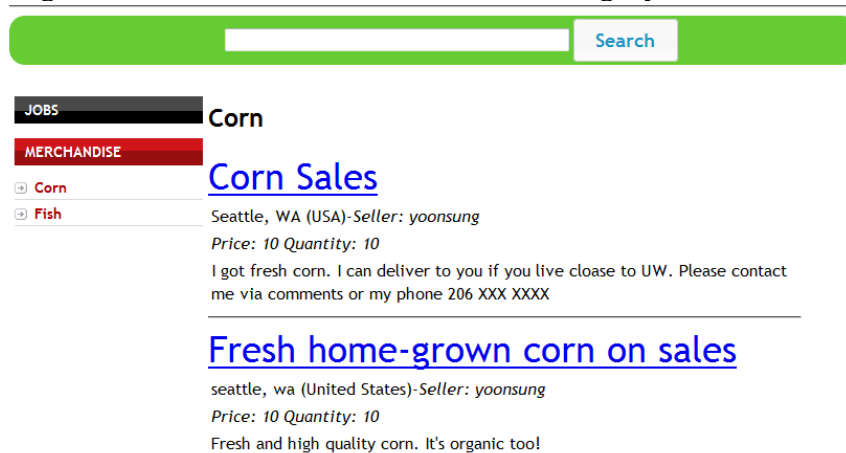 Search
JOBS
MERCHANDISE
Corn
Fish
Corn
Corn Sales
Seattle, WA (USA)-Seller: yoonsung
Price: 10 Quantity: 10
I got fresh corn. I can deliver to you if you live cloase to UW. Please contact
me via comments or my phone 206 XXX XXXX
Fresh home-grown corn on sales
seattle, wa (United States)-Seller: yoonsung
Price: 10 Quantity: 10
Fresh and high quality corn. It's organic too!